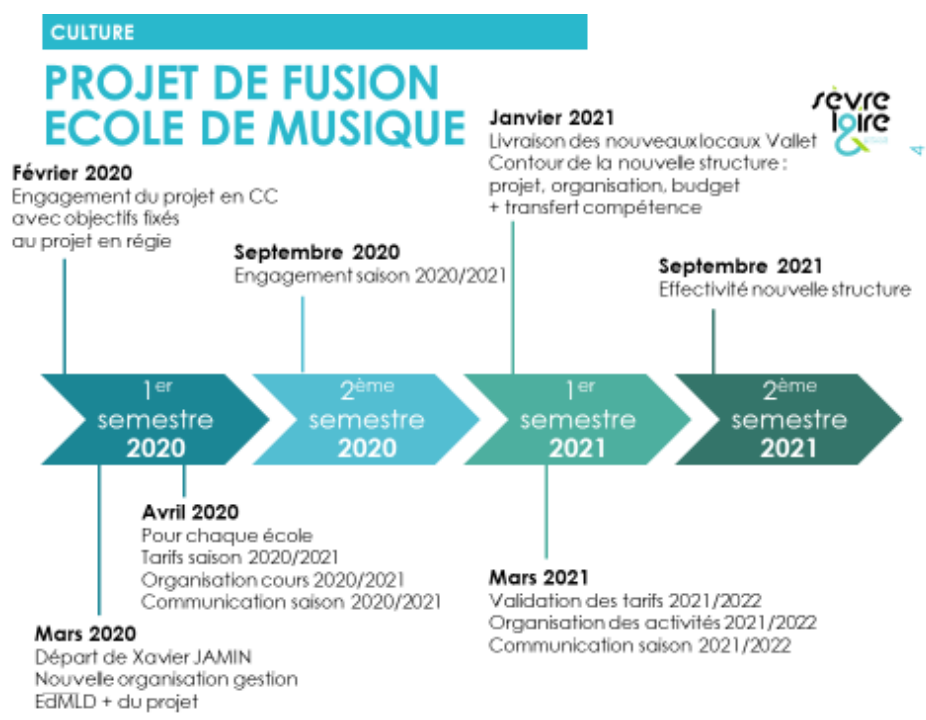 CULTURE
PROJET DE FUSION
ECOLE DE MUSIQUE
sèvre
loire
&
4
Février 2020
Engagement du projet en CC
avec objectifs fixés
au projet en régie
Septembre 2020
Engagement saison 2020/2021
Janvier 2021
Livraison des nouveaux locaux Vallet
Contour de la nouvelle structure :
projet, organisation, budget
+ transfert compétence
Septembre 2021
Effectivité nouvelle structure
1er
semestre
2020
2ème
semestre
2020
1er
semestre
2021
2ème
semestre
2021
Avril 2020
Pour chaque école
Tarifs saison 2020/2021
Organisation cours 2020/2021
Communication saison 2020/2021
Mars 2020
Départ de Xavier JAMIN
Nouvelle organisation gestion
EdMLD + du projet
Mars 2021
Validation des tarifs 2021/2022
Organisation des activités 2021/2022
Communication saison 2021/2022